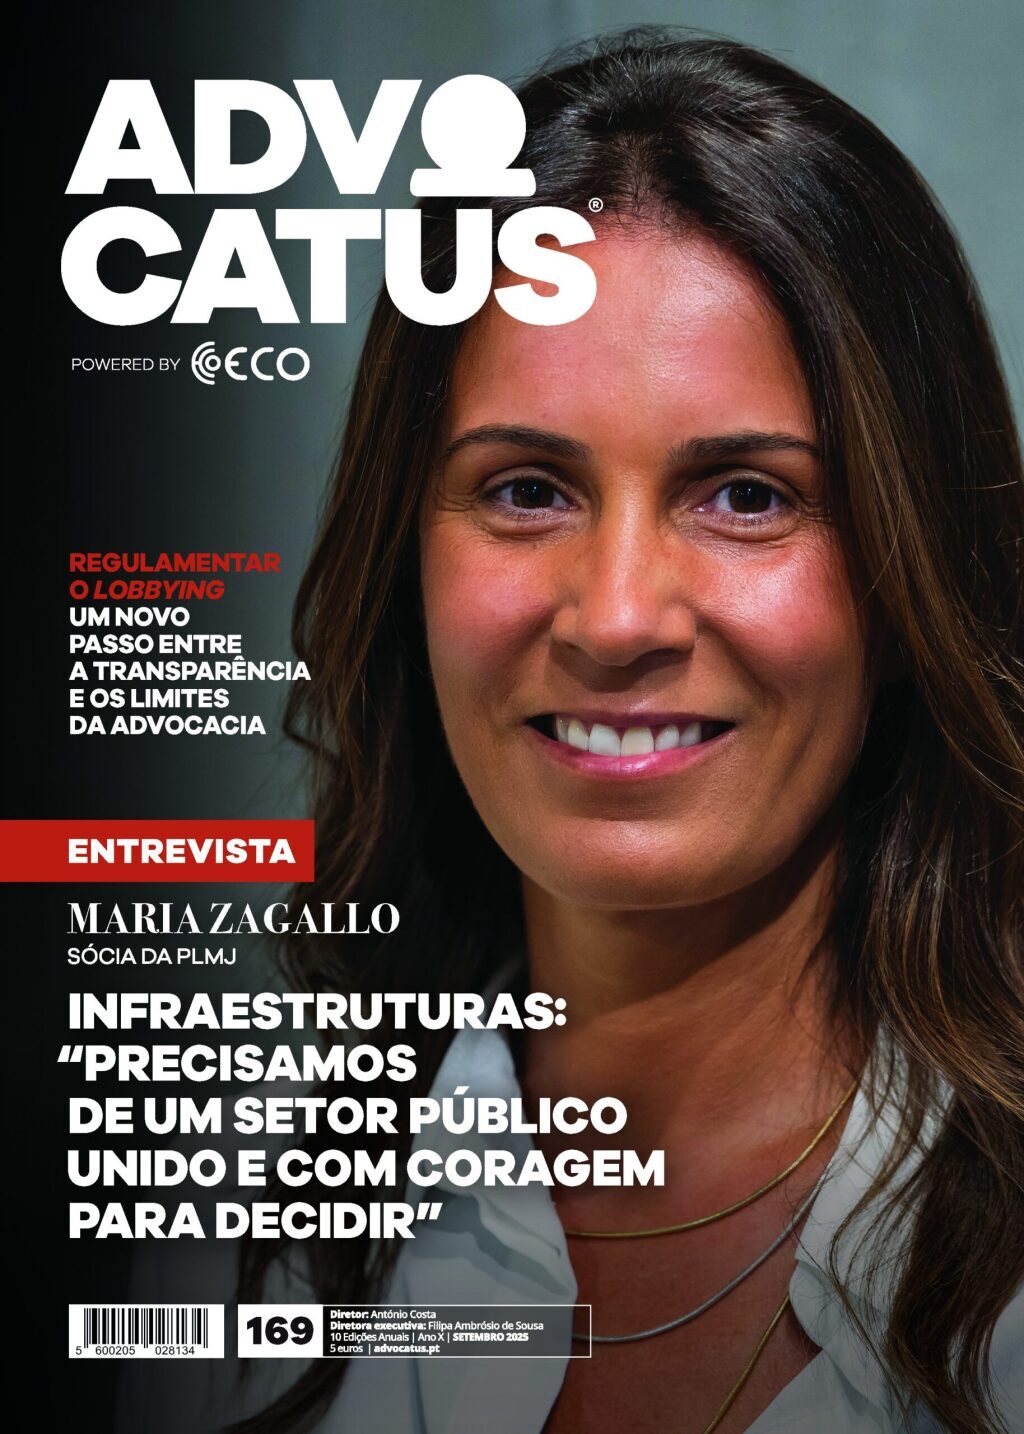 ADVO
CATUS®
POWERED BY ECO
REGULAMENTAR
O LOBBYING
UM NOVO
PASSO ENTRE
A TRANSPARÊNCIA
E OS LIMITES
DA ADVOCACIA
ENTREVISTA
MARIA ZAGALLO
SÓCIA DA PLMJ
INFRAESTRUTURAS:
“PRECISAMOS
DE UM SETOR PÚBLICO
UNIDO E COM CORAGEM
PARA DECIDIR”
5 600205 028134
169
Diretor: António Costa
Diretora executiva: Filipa Ambrósio de Sousa
10 Edições Anuais | Ano X | SETEMBRO 2025
5 euros | advocatus.pt